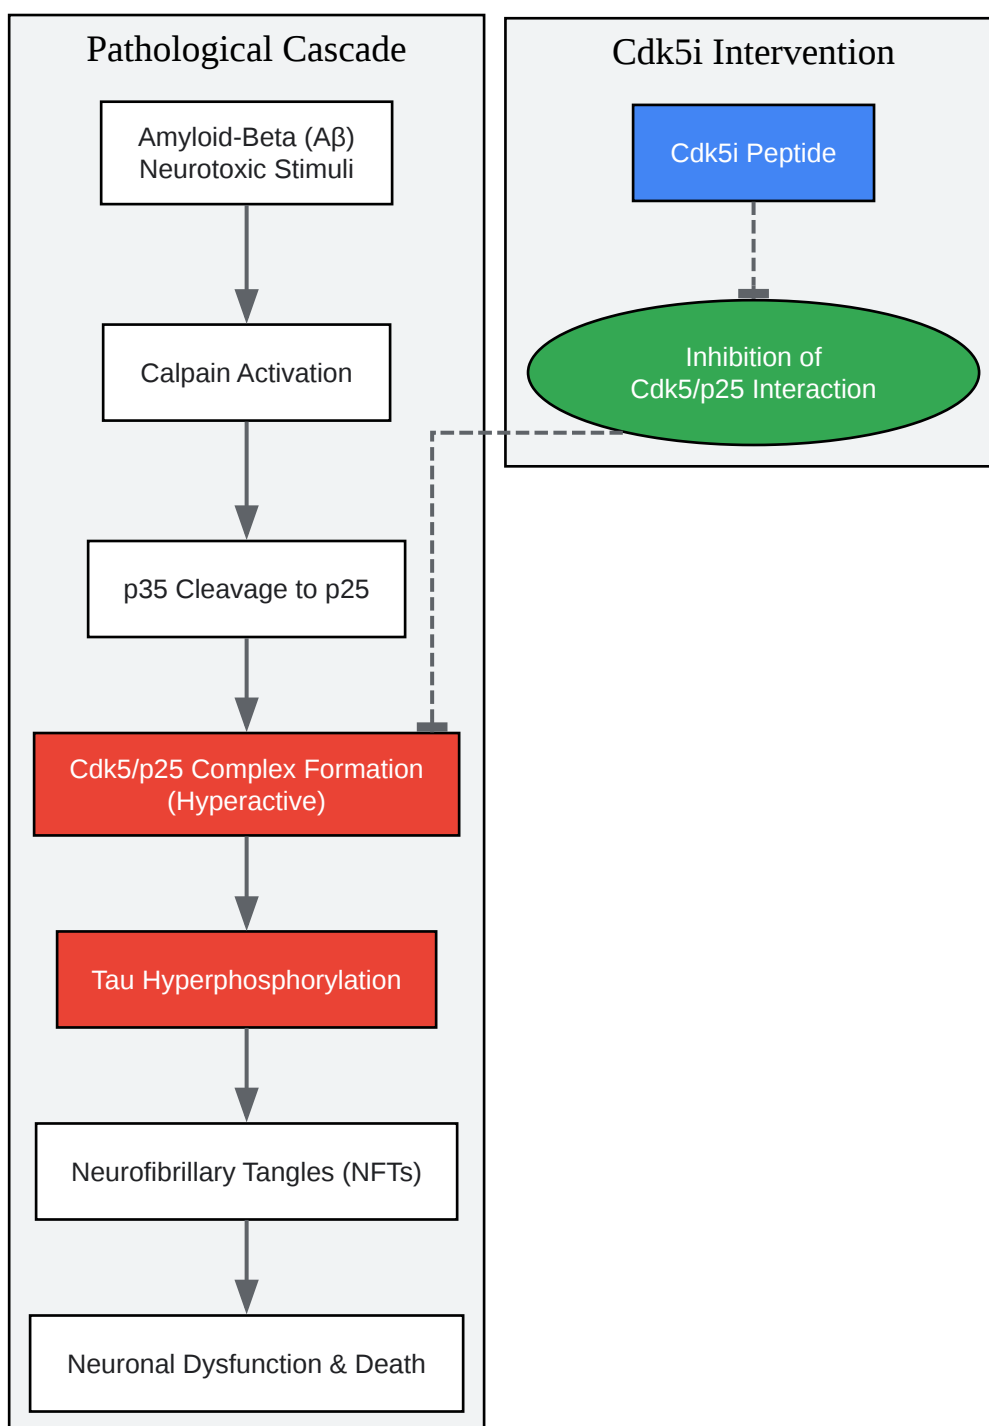 Pathological Cascade
Amyloid-Beta (Aβ)
Neurotoxic Stimuli
Calpain Activation
p35 Cleavage to p25
Cdk5/p25 Complex Formation
(Hyperactive)
Tau Hyperphosphorylation
Neurofibrillary Tangles (NFTs)
Neuronal Dysfunction & Death
Cdk5i Intervention
Cdk5i Peptide
Inhibition of
Cdk5/p25 Interaction